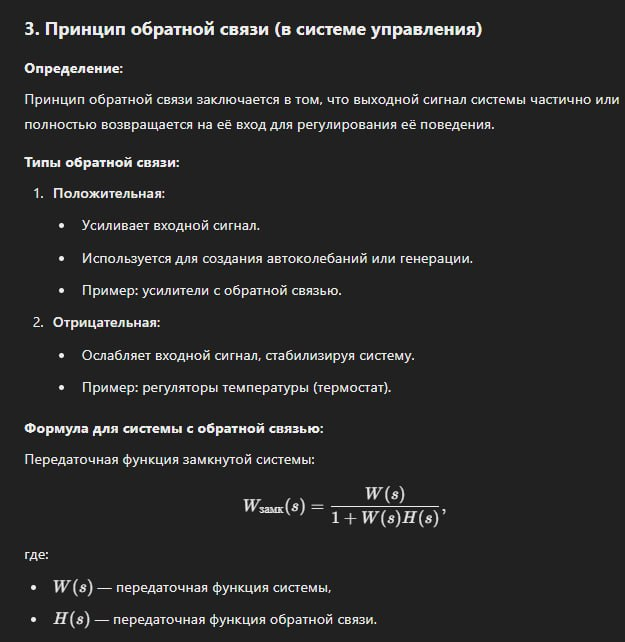 3. Принцип обратной связи (в системе управления)
Определение:
Принцип обратной связи заключается в том, что выходной сигнал системы частично или
полностью возвращается на её вход для регулирования её поведения.
Типы обратной связи:
1. Положительная:
• Усиливает входной сигнал.
• Используется для создания автоколебаний или генерации.
• Пример: усилители с обратной связью.
2. Отрицательная:
• Ослабляет входной сигнал, стабилизируя систему.
• Пример: регуляторы температуры (термостат).
Формула для системы с обратной связью:
Передаточная функция замкнутой системы:
W_замк(s) = W(s) / (1 + W(s)H(s)),
где:
• W(s) — передаточная функция системы,
• H(s) — передаточная функция обратной связи.